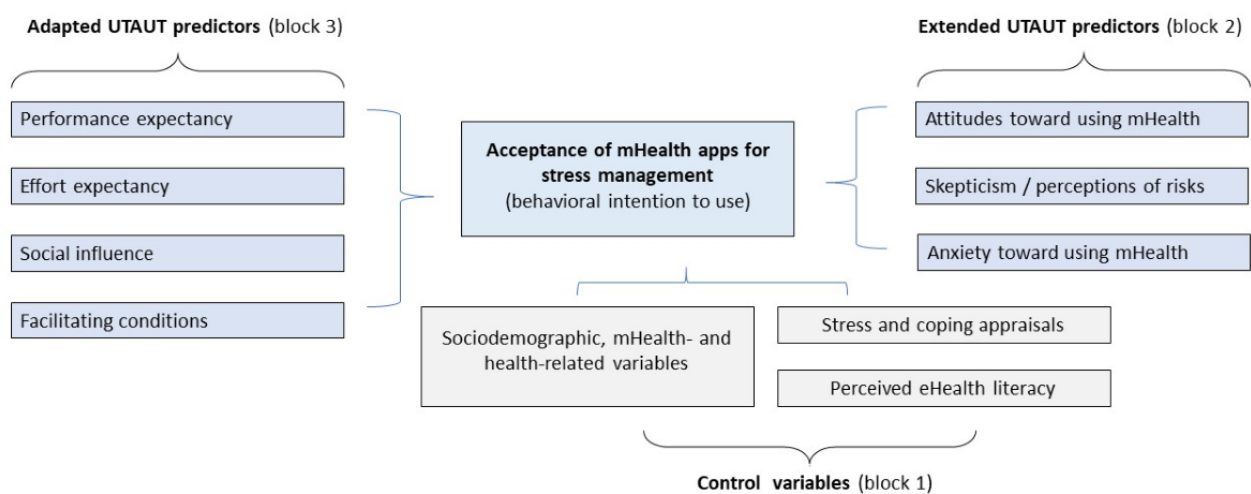 Adapted UTAUT predictors (block 3)
Performance expectancy
Effort expectancy
Social influence
Facilitating conditions
Acceptance of mHealth apps for
stress management
(behavioral intention to use)
Extended UTAUT predictors (block 2)
Attitudes toward using mHealth
Skepticism / perceptions of risks
Anxiety toward using mHealth
Sociodemographic, mHealth- and
health-related variables
Stress and coping appraisals
Perceived eHealth literacy
Control variables (block 1)